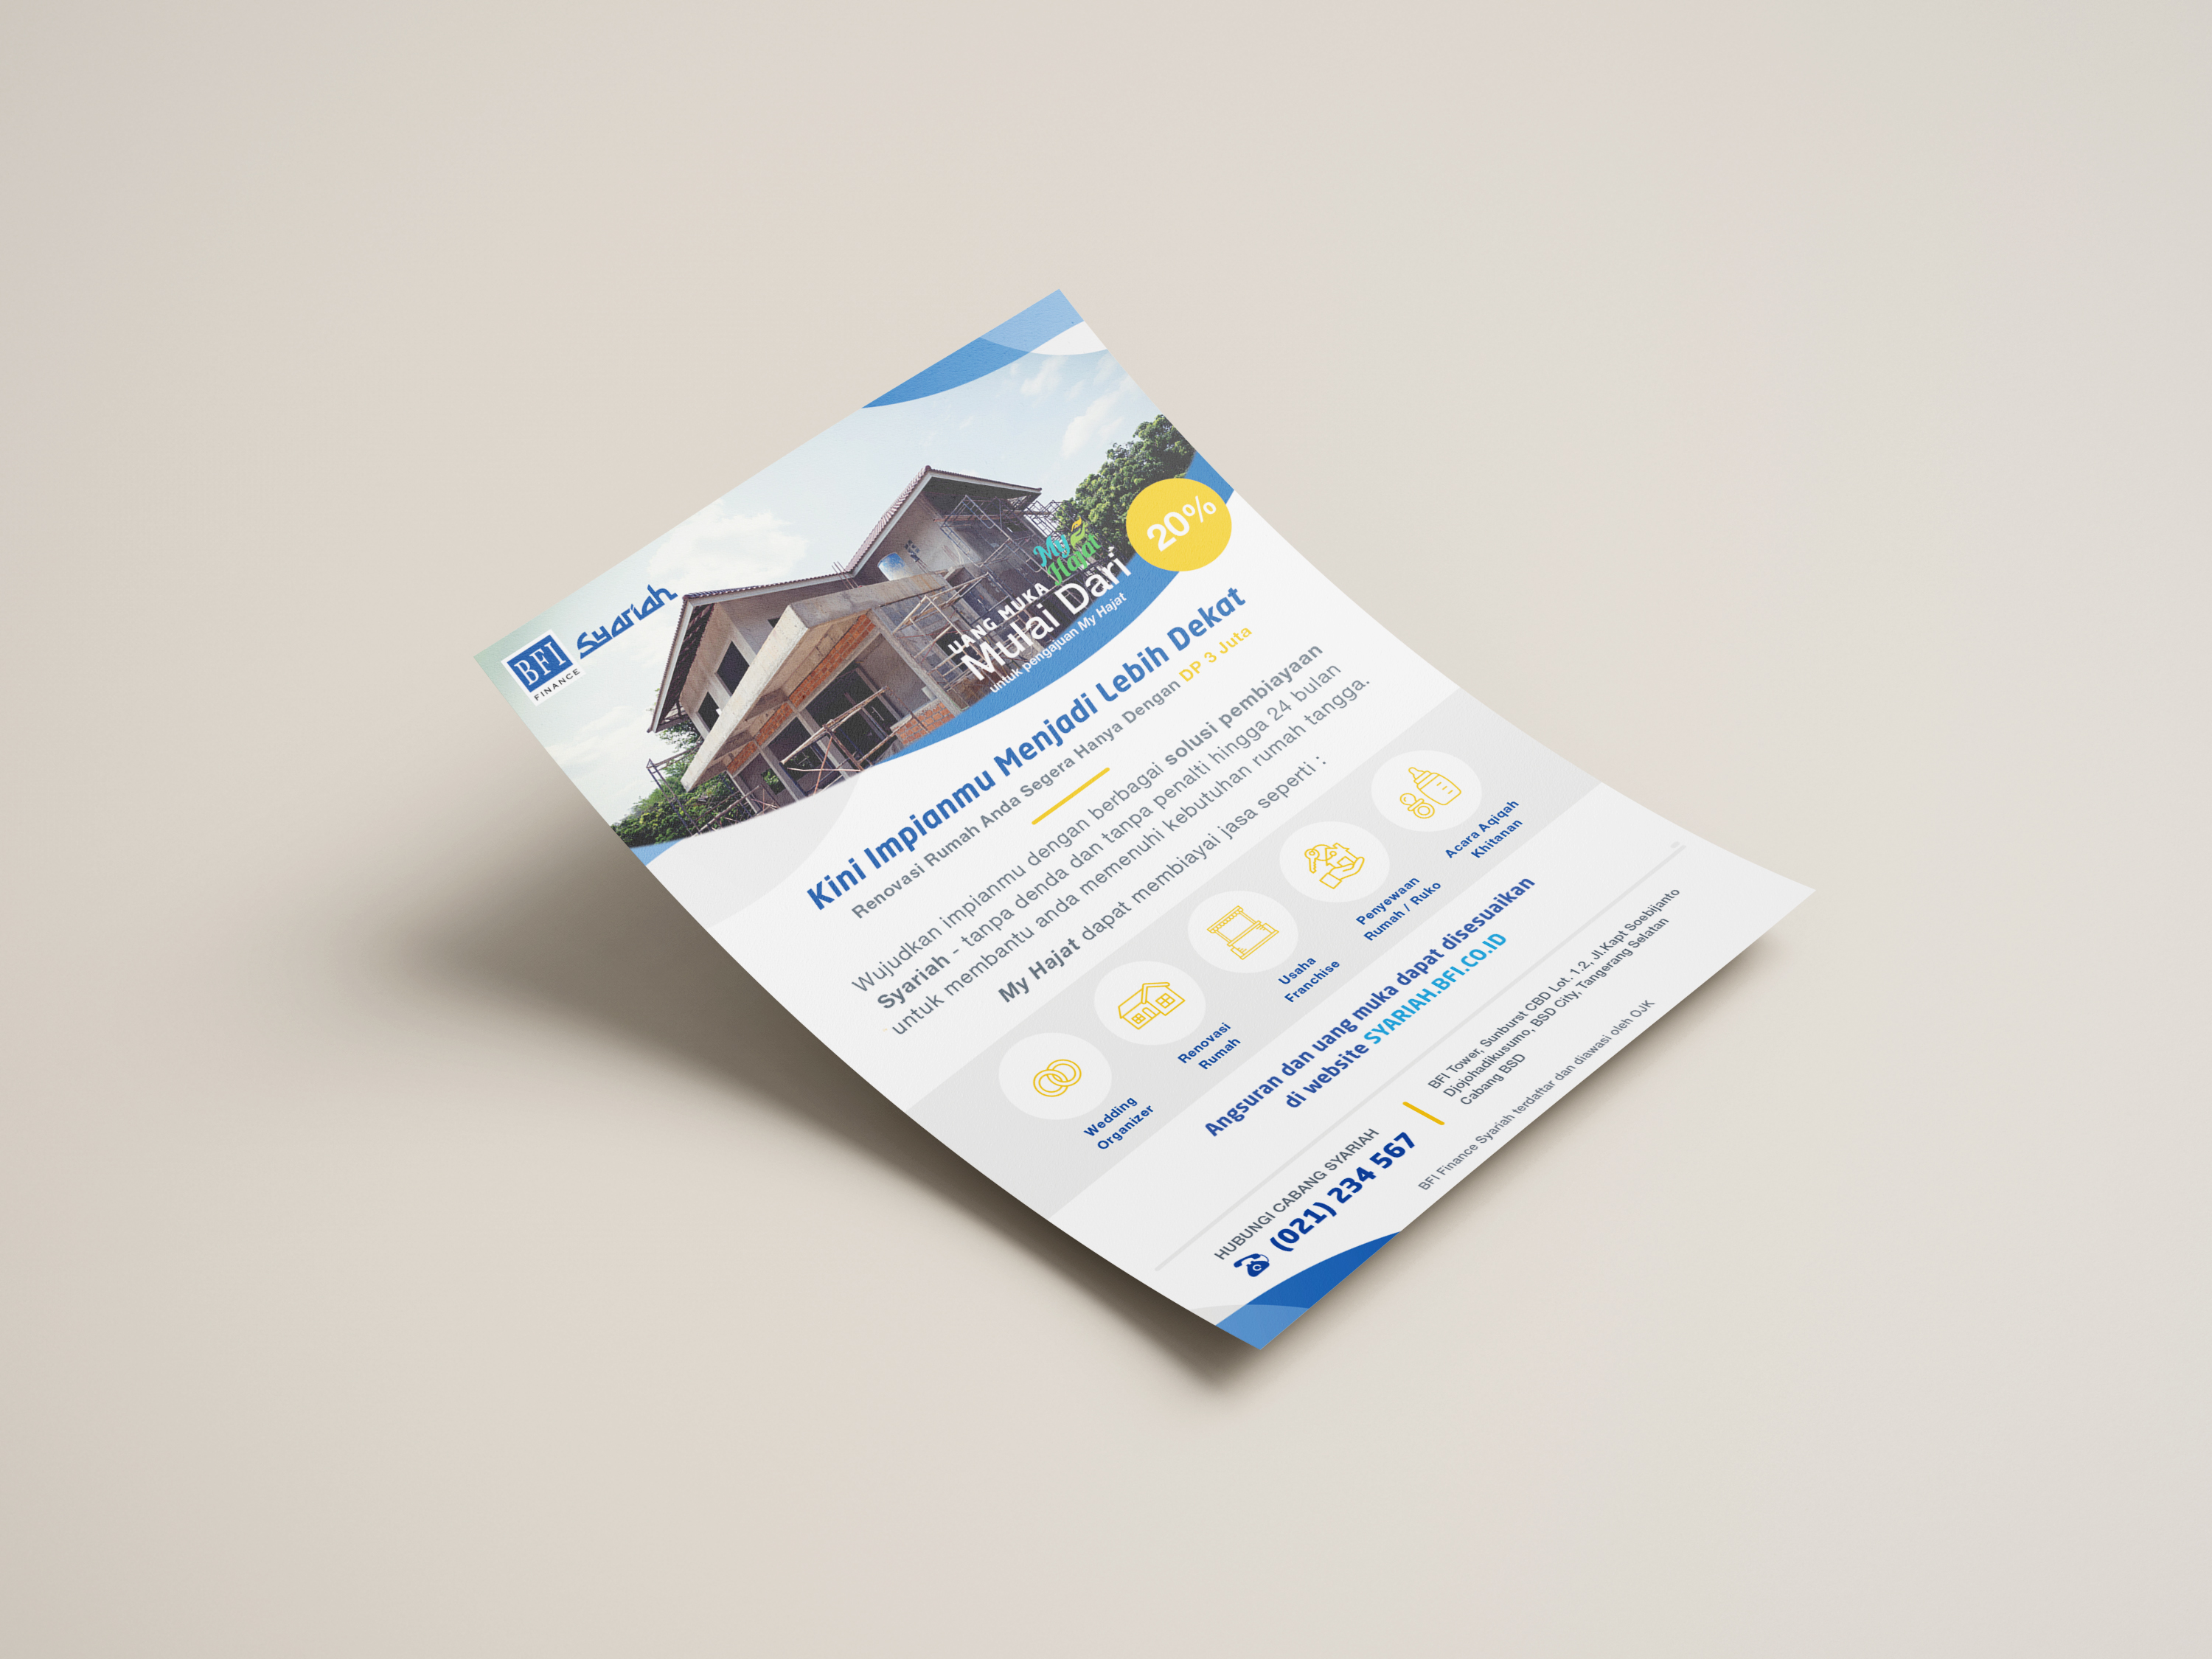 BFI
FINANCE
Syariah
My
Hajat
UANG MUKA
Mulai Dari
untuk pengajuan My Hajat
20%
Kini Impianmu Menjadi Lebih Dekat
Renovasi Rumah Anda Segera Hanya Dengan DP 3 Juta
Wujudkan impianmu dengan berbagai solusi pembiayaan
Syariah - tanpa denda dan tanpa penalti hingga 24 bulan
untuk membantu anda memenuhi kebutuhan rumah tangga.
My Hajat dapat membiayai jasa seperti :
Wedding
Organizer
Renovasi
Rumah
Usaha
Franchise
Penyewaan
Rumah / Ruko
Acara Aqiqah
Khitanan
Angsuran dan uang muka dapat disesuaikan
di website SYARIAH.BFI.CO.ID
HUBUNGI CABANG SYARIAH
(021) 234 567
BFI Tower, Sunburst CBD Lot. 1.2, Jl.Kapt Soebijanto
Djojohadikusumo, BSD City, Tangerang Selatan
Cabang BSD
BFI Finance Syariah terdaftar dan diawasi oleh OJK